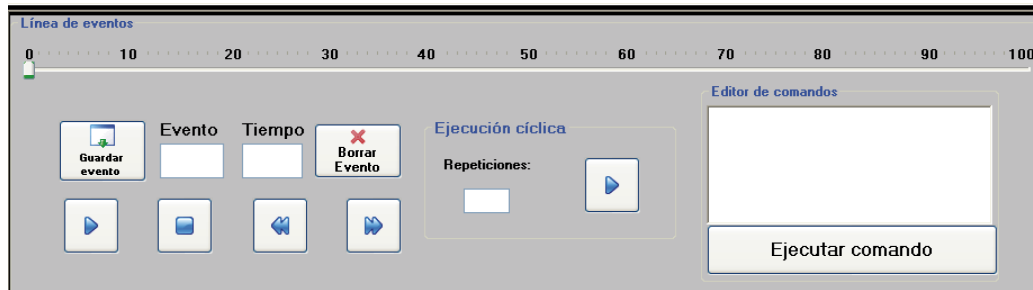 Línea de eventos
0 10 20 30 40 50 60 70 80 90 100
Editor de comandos
Guardar
evento
Evento
Tiempo
Borrar
Evento
Ejecución cíclica
Repeticiones:
Ejecutar comando